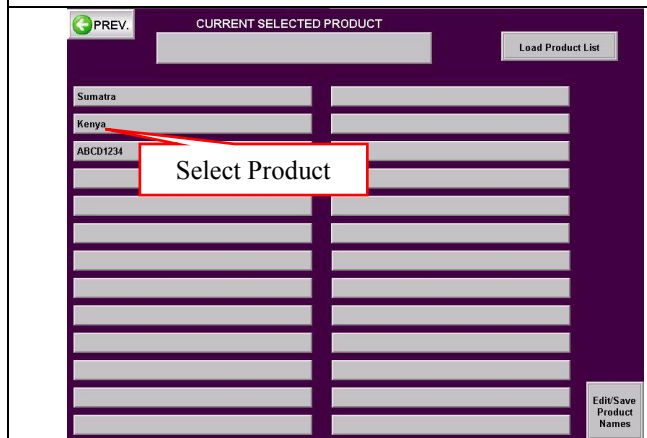 PREV.
CURRENT SELECTED PRODUCT
Load Product List
Sumatra
Kenya
ABCD1234
Select Product
Edit/Save
Product
Names